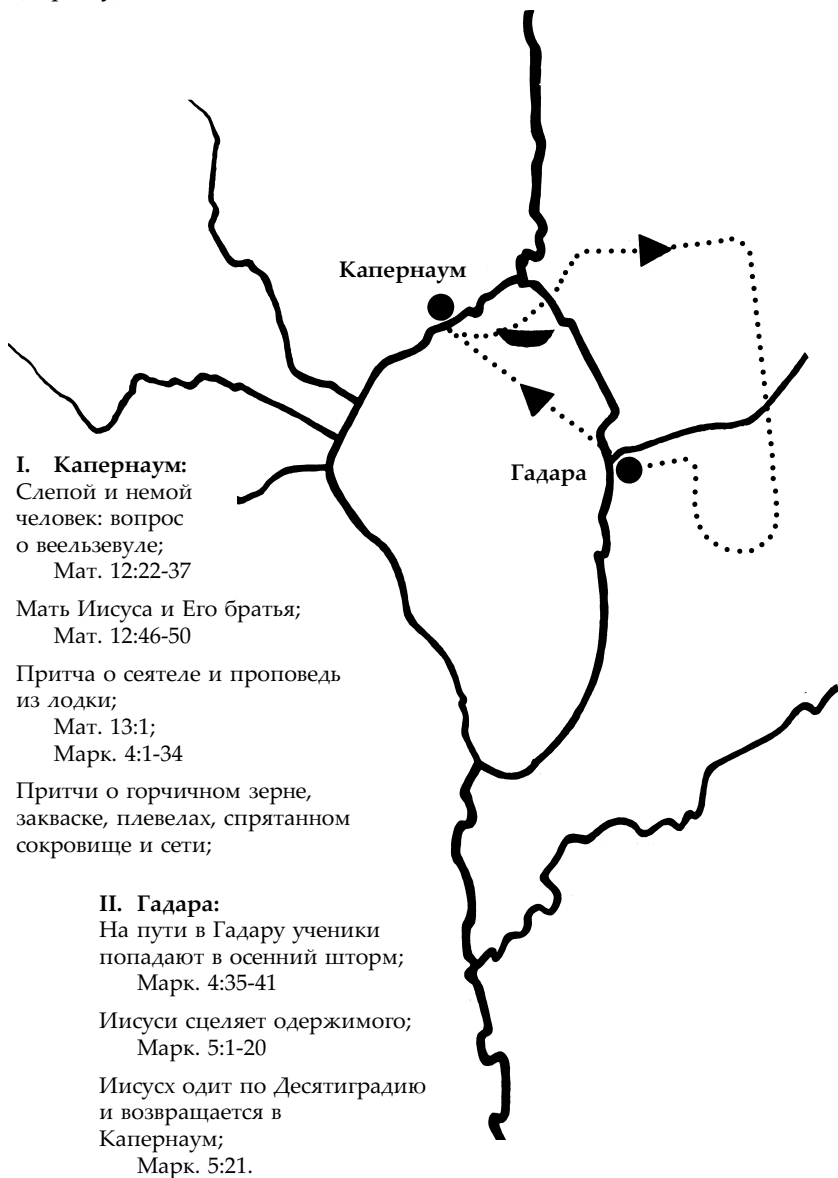 Капернаум
Гадара
I. Капернаум:
Слепой и немой
человек: вопрос
о веельзевуле;
Мат. 12:22-37
Мать Иисуса и Его братья;
Мат. 12:46-50
Притча о сеятеле и проповедь
из лодки;
Мат. 13:1;
Марк. 4:1-34
Притчи о горчичном зерне,
закваске, плевелах, спрятанном
сокровище и сети;
II. Гадара:
На пути в Гадару ученики
попадают в осенний шторм;
Марк. 4:35-41
Иисуси сцеляет одержимого;
Марк. 5:1-20
Иисусх одит по Десятиградию
и возвращается в
Капернаум;
Марк. 5:21.